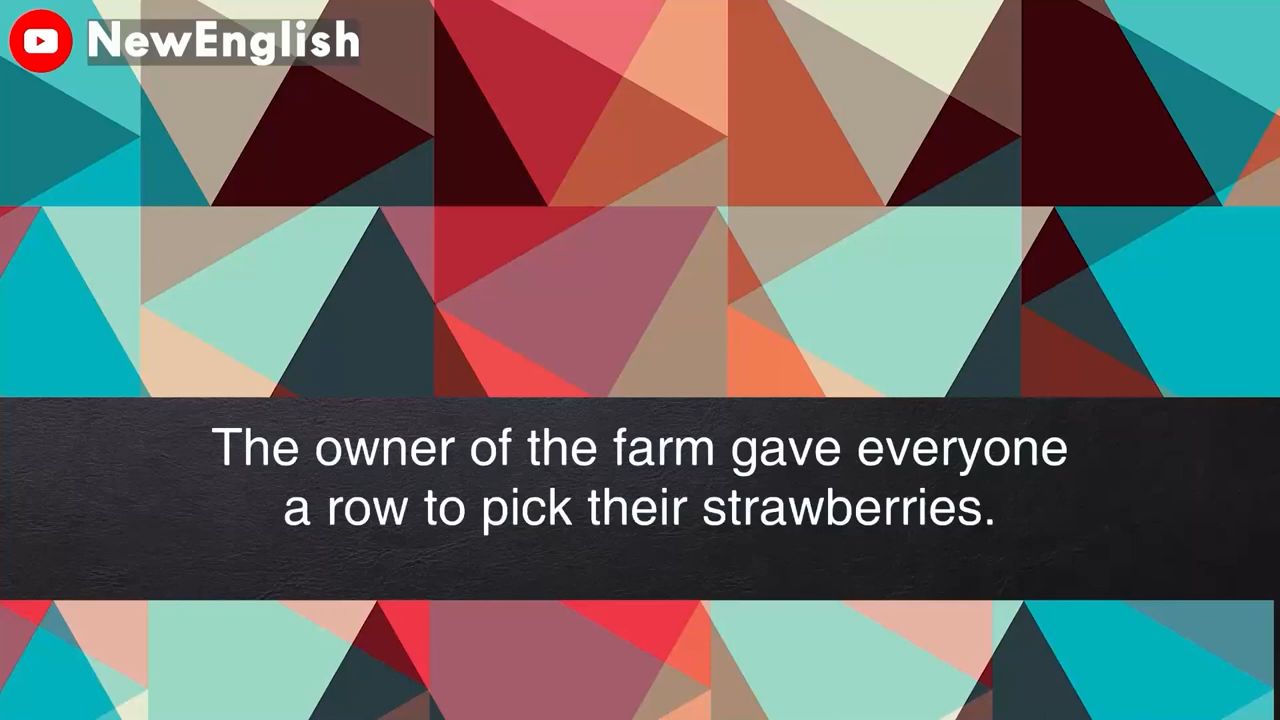 NewEnglish
The owner of the farm gave everyone
a row to pick their strawberries.